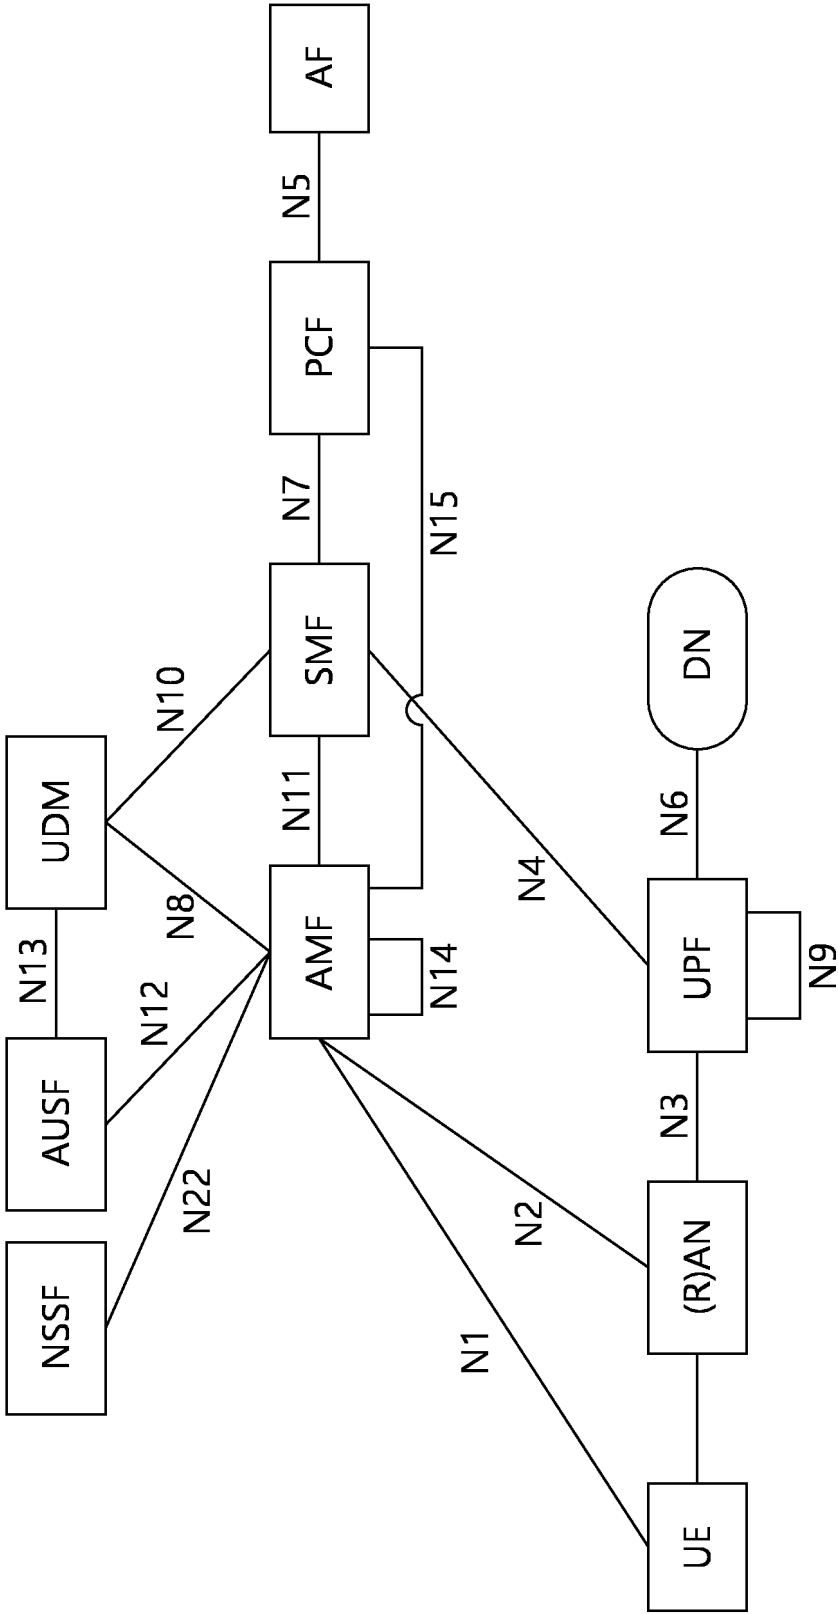 NSSF
AUSF
N13
UDM
N22
N12
N8
N10
AMF
N11
SMF
N7
PCF
N5
AF
N14
N15
N1
N2
N4
UE
(R)AN
N3
UPF
N6
DN
N9